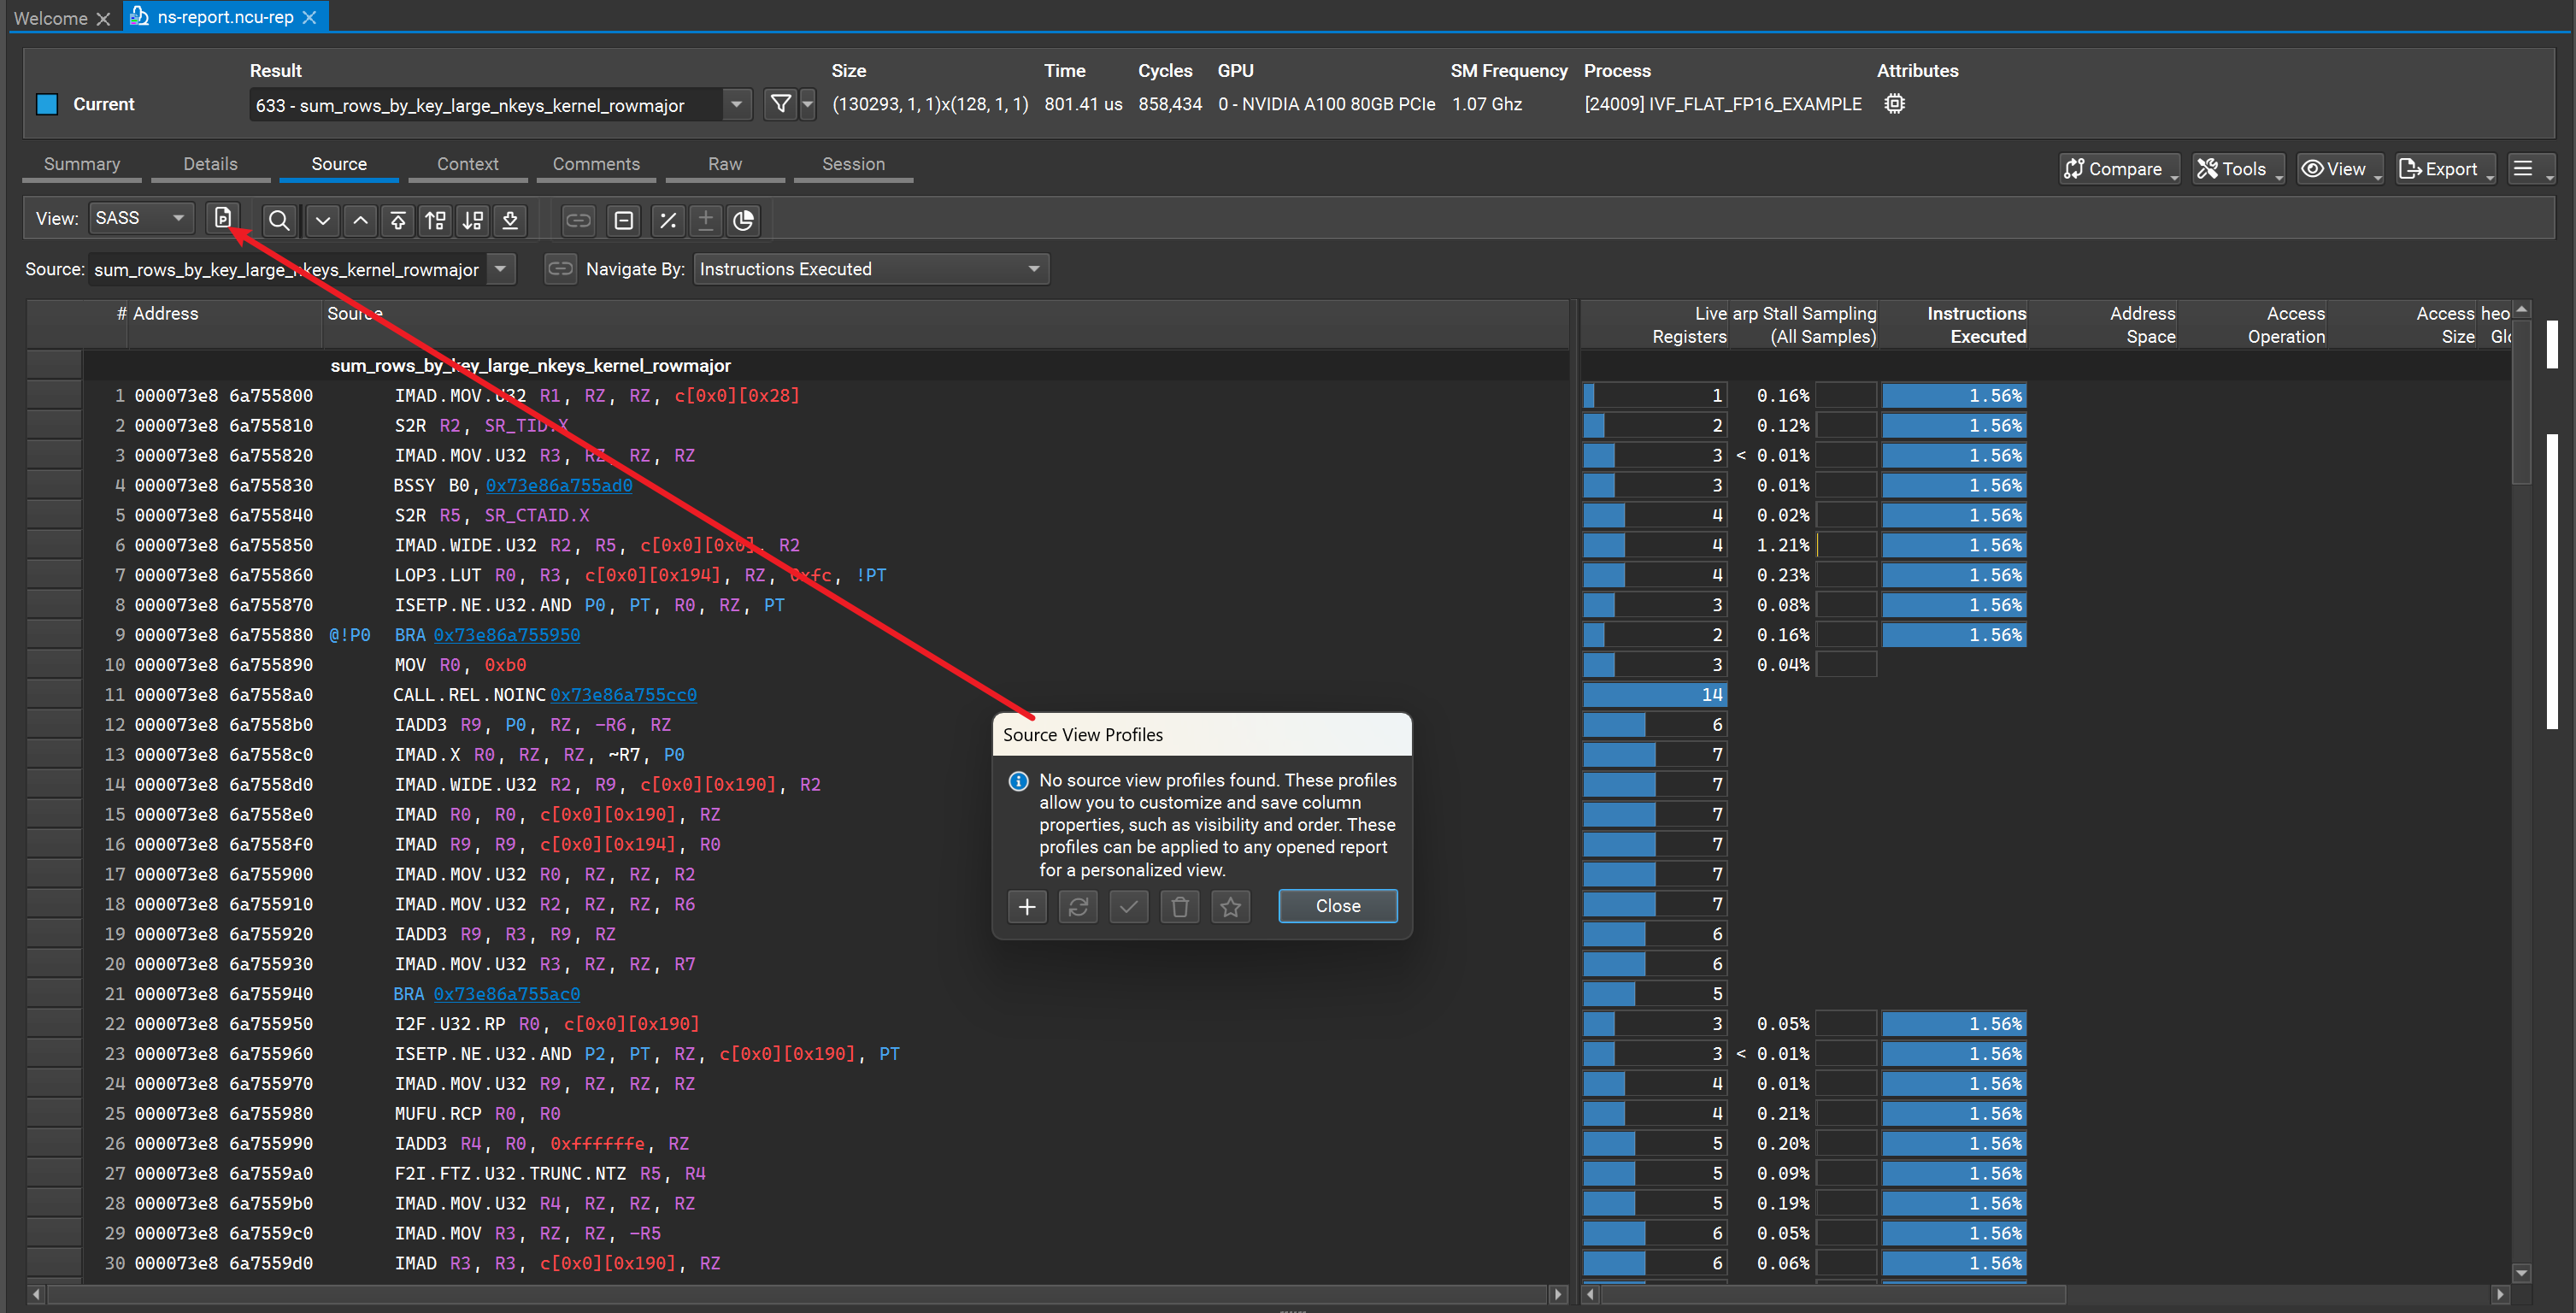 Welcome
ns-report.ncu-rep
Result Size Time Cycles GPU SM Frequency Process Attributes
Current 633 - sum_rows_by_key_large_nkeys_kernel_rowmajor (130293, 1, 1)x(128, 1, 1) 801.41 us 858,434 0 - NVIDIA A100 80GB PCIe 1.07 Ghz [24009] IVF_FLAT_FP16_EXAMPLE
Summary Details Source Context Comments Raw Session
Compare Tools View Export
View: SASS
Source: sum_rows_by_key_large_nkeys_kernel_rowmajor Navigate By: Instructions Executed
# Address Source
Live Registers
arp Stall Sampling (All Samples)
Instructions Executed
Address Space
Access Operation
Access Size
heo
Glo
sum_rows_by_key_large_nkeys_kernel_rowmajor
1 000073e8 6a755800 IMAD.MOV.U32 R1, RZ, RZ, c[0x0][0x28] 1 0.16% 1.56%
2 000073e8 6a755810 S2R R2, SR_TID.X 2 0.12% 1.56%
3 000073e8 6a755820 IMAD.MOV.U32 R3, RZ, RZ, RZ 3 < 0.01% 1.56%
4 000073e8 6a755830 BSSY B0, 0x73e86a755ad0 3 0.01% 1.56%
5 000073e8 6a755840 S2R R5, SR_CTAID.X 4 0.02% 1.56%
6 000073e8 6a755850 IMAD.WIDE.U32 R2, R5, c[0x0][0x0], R2 4 1.21% 1.56%
7 000073e8 6a755860 LOP3.LUT R0, R3, c[0x0][0x194], RZ, 0xfc, !PT 4 0.23% 1.56%
8 000073e8 6a755870 ISETP.NE.U32.AND P0, PT, R0, RZ, PT 3 0.08% 1.56%
9 000073e8 6a755880 @!P0 BRA 0x73e86a755950 2 0.16% 1.56%
10 000073e8 6a755890 MOV R0, 0xb0 3 0.04%
11 000073e8 6a7558a0 CALL.REL.NOINC 0x73e86a755cc0 14
12 000073e8 6a7558b0 IADD3 R9, P0, RZ, -R6, RZ 6
13 000073e8 6a7558c0 IMAD.X R0, RZ, RZ, ~R7, P0 7
14 000073e8 6a7558d0 IMAD.WIDE.U32 R2, R9, c[0x0][0x190], R2 7
15 000073e8 6a7558e0 IMAD R0, R0, c[0x0][0x190], RZ 7
16 000073e8 6a7558f0 IMAD R9, R9, c[0x0][0x194], R0 7
17 000073e8 6a755900 IMAD.MOV.U32 R0, RZ, RZ, R2 7
18 000073e8 6a755910 IMAD.MOV.U32 R2, RZ, RZ, R6 7
19 000073e8 6a755920 IADD3 R9, R3, R9, RZ 6
20 000073e8 6a755930 IMAD.MOV.U32 R3, RZ, RZ, R7 6
21 000073e8 6a755940 BRA 0x73e86a755ac0 5
22 000073e8 6a755950 I2F.U32.RP R0, c[0x0][0x190] 3 0.05% 1.56%
23 000073e8 6a755960 ISETP.NE.U32.AND P2, PT, RZ, c[0x0][0x190], PT 3 < 0.01% 1.56%
24 000073e8 6a755970 IMAD.MOV.U32 R9, RZ, RZ, RZ 4 0.01% 1.56%
25 000073e8 6a755980 MUFU.RCP R0, R0 4 0.21% 1.56%
26 000073e8 6a755990 IADD3 R4, R0, 0xffffffe, RZ 5 0.20% 1.56%
27 000073e8 6a7559a0 F2I.FTZ.U32.TRUNC.NTZ R5, R4 5 0.09% 1.56%
28 000073e8 6a7559b0 IMAD.MOV.U32 R4, RZ, RZ, RZ 5 0.19% 1.56%
29 000073e8 6a7559c0 IMAD.MOV R3, RZ, RZ, -R5 6 0.05% 1.56%
30 000073e8 6a7559d0 IMAD R3, R3, c[0x0][0x190], RZ 6 0.06% 1.56%
Source View Profiles
No source view profiles found. These profiles
allow you to customize and save column
properties, such as visibility and order. These
profiles can be applied to any opened report
for a personalized view.
Close